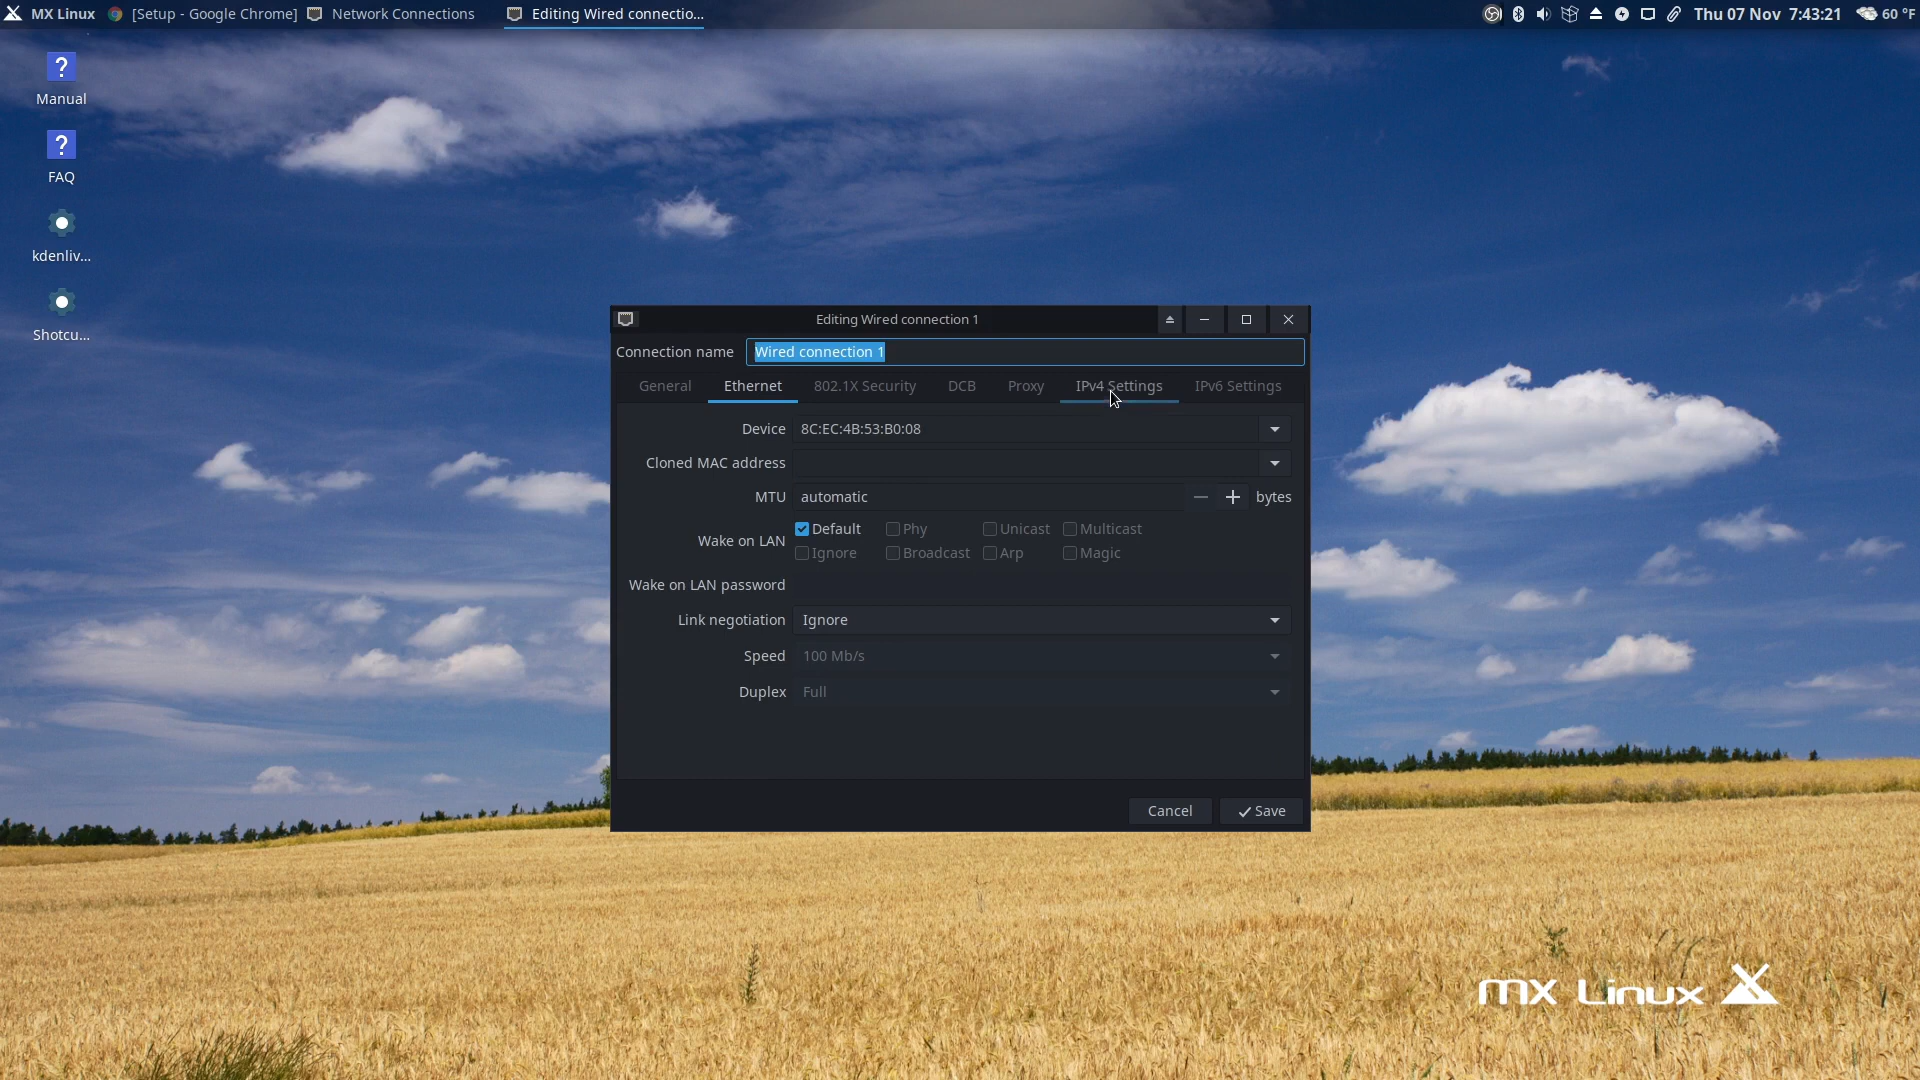 MX Linux [Setup - Google Chrome] Network Connections Editing Wired connectio... Thu 07 Nov 7:43:21 60 °F
? Manual
? FAQ
kdenliv...
Shotcu...
Editing Wired connection 1
Connection name Wired connection 1
General Ethernet 802.1X Security DCB Proxy IPv4 Settings IPv6 Settings
Device 8C:EC:4B:53:B0:08
Cloned MAC address
MTU automatic bytes
Wake on LAN
Default Phy Unicast Multicast
Ignore Broadcast Arp Magic
Wake on LAN password
Link negotiation Ignore
Speed 100 Mb/s
Duplex Full
Cancel Save
mx Linux